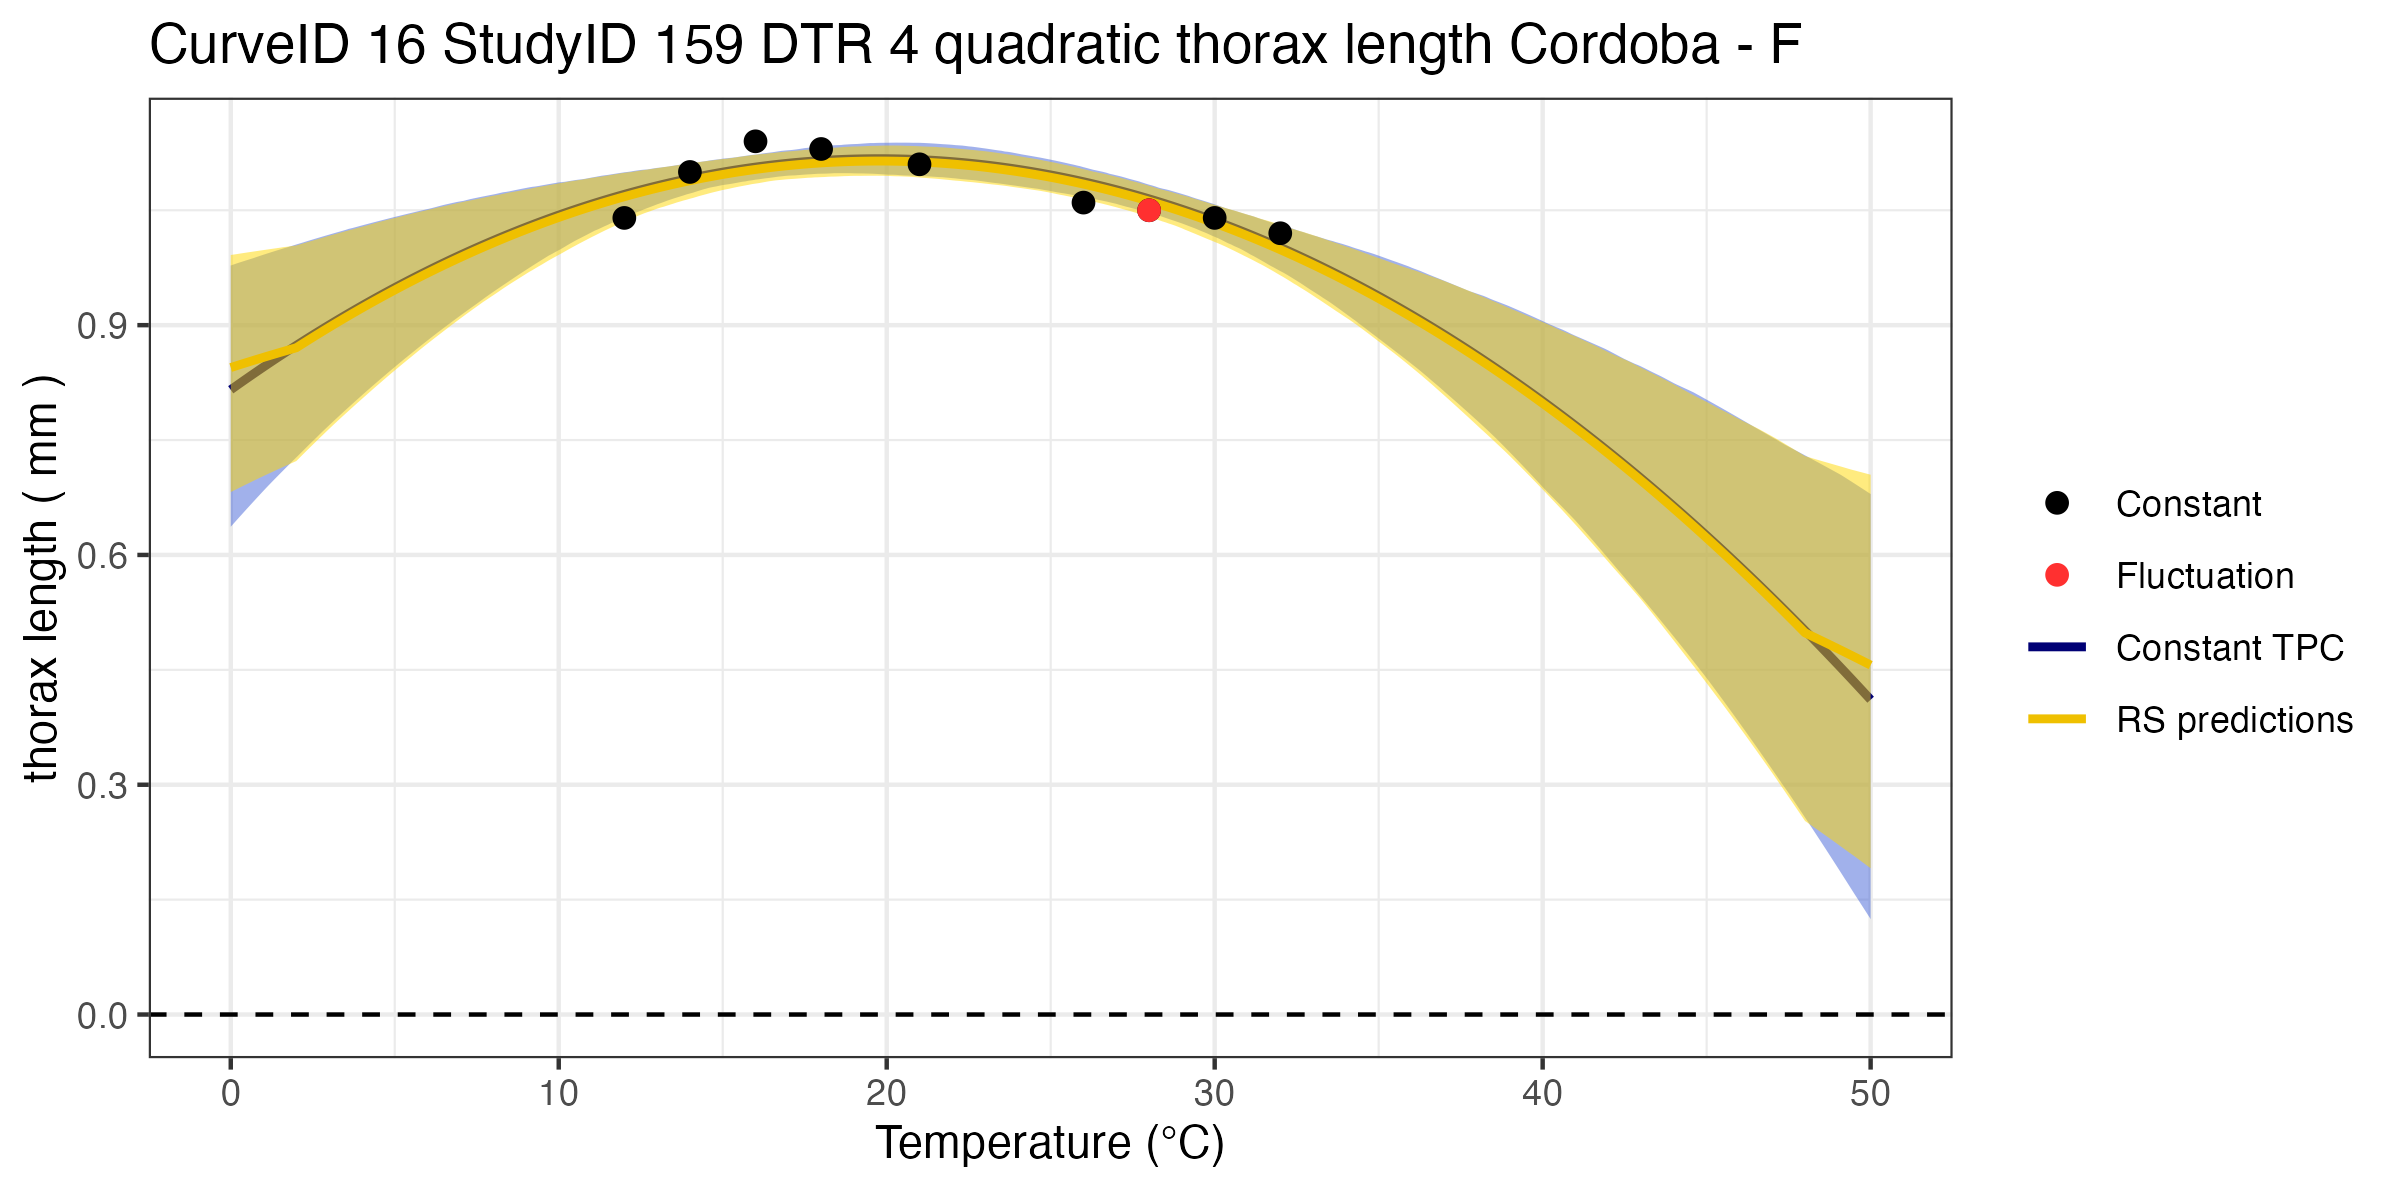 CurveID 16 StudyID 159 DTR 4 quadratic thorax length Cordoba - F
thorax length ( mm )
0.9
0.6
0.3
0.0
0 10 20 30 40 50
Temperature (°C)
Constant
Fluctuation
Constant TPC
RS predictions